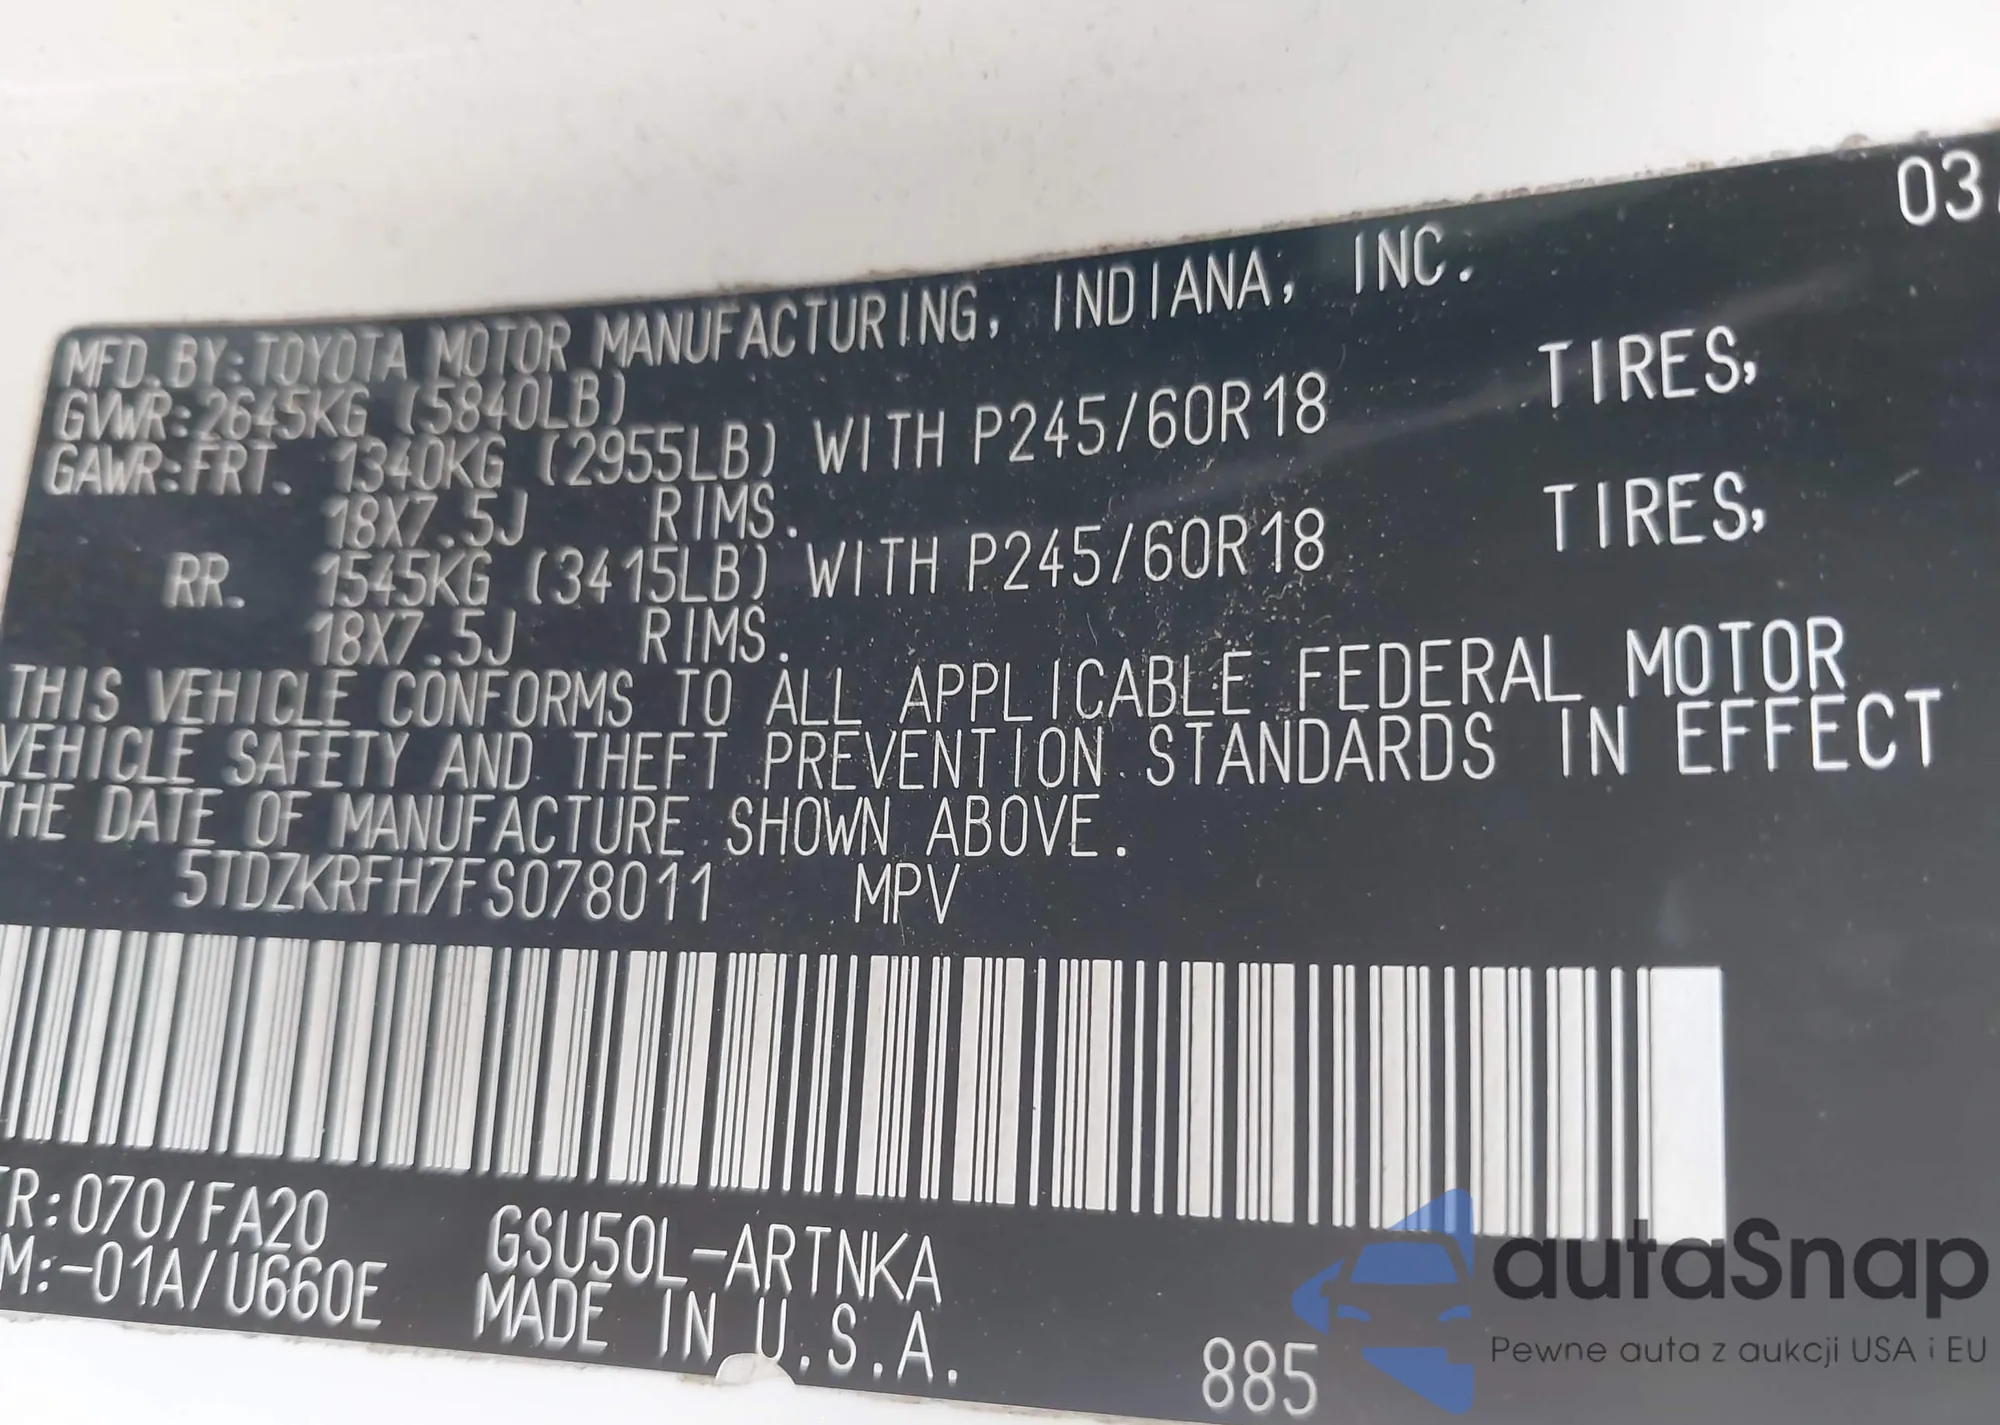 03
MFD. BY: TOYOTA MOTOR MANUFACTURING, INDIANA, INC.
GVWR: 2645KG (5840LB)
GAWR: FRT. 1340KG (2955LB) WITH P245/60R18 TIRES,
18X7.5J RIMS.
RR. 1545KG (3415LB) WITH P245/60R18 TIRES,
18X7.5J RIMS.
THIS VEHICLE CONFORMS TO ALL APPLICABLE FEDERAL MOTOR
VEHICLE SAFETY AND THEFT PREVENTION STANDARDS IN EFFECT
THE DATE OF MANUFACTURE SHOWN ABOVE.
5TDZKRFH7FS078011 MPV
TR:070/FA20 GSU50L-ARTNKA
M:-01A/U660E MADE IN U.S.A.
885
autaSnap
Pewne auta z aukcji USA i EU